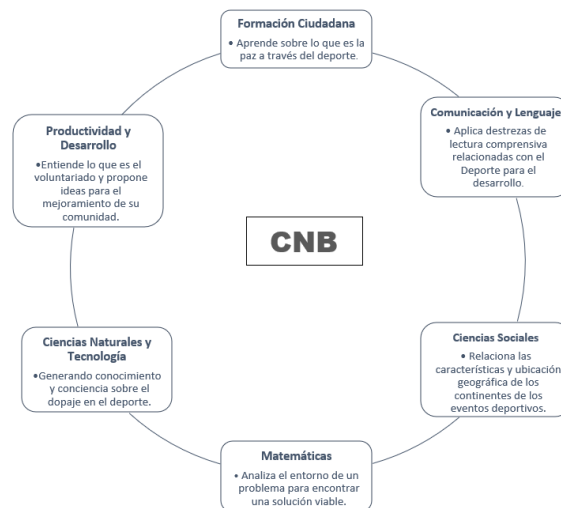 Formación Ciudadana
• Aprende sobre lo que es la
paz a través del deporte.
Comunicación y Lenguaje
• Aplica destrezas de
lectura comprensiva
relacionadas con el
Deporte para el
desarrollo.
Ciencias Sociales
• Relaciona las
características y ubicación
geográfica de los
continentes de los
eventos deportivos.
Matemáticas
• Analiza el entorno de un
problema para encontrar
una solución viable.
Ciencias Naturales y
Tecnología
•Generando conocimiento
y conciencia sobre el
dopaje en el deporte.
Productividad y
Desarrollo
•Entiende lo que es el
voluntariado y propone
ideas para el
mejoramiento de su
comunidad.
CNB